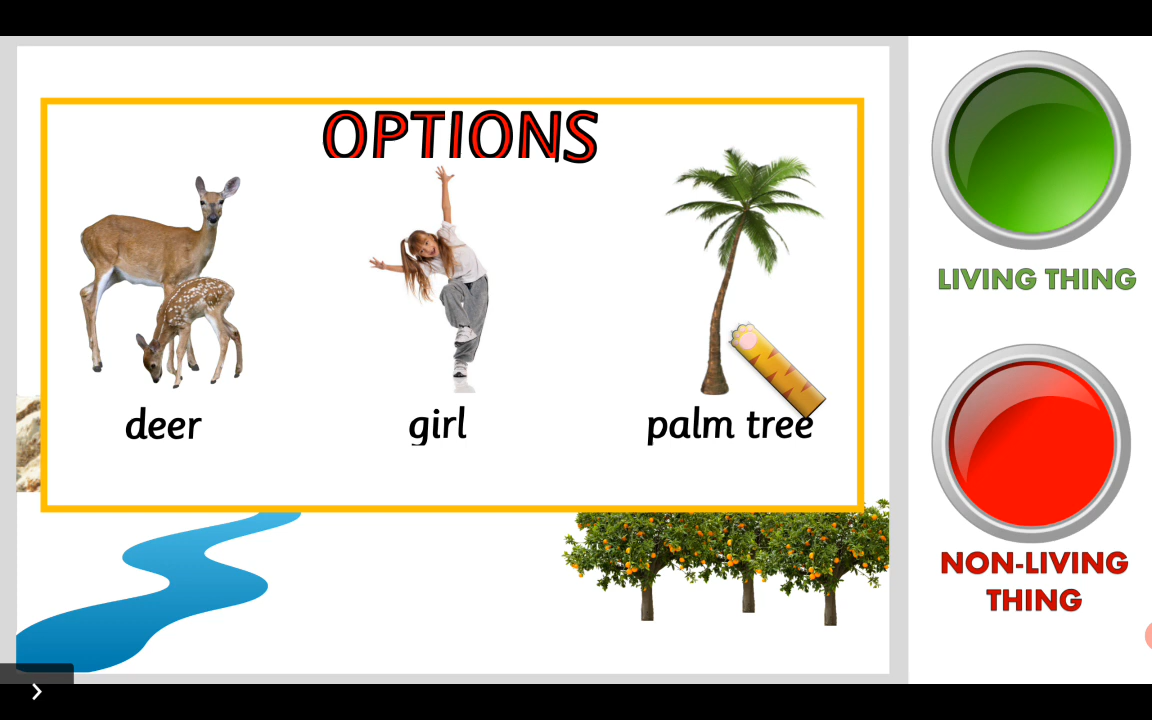 OPTIONS
deer
girl
palm tree
LIVING THING
NON-LIVING
THING